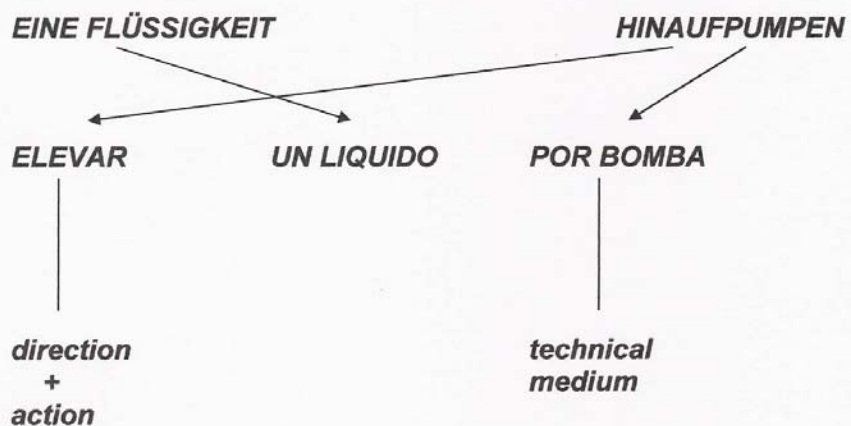 EINE FLÜSSIGKEIT HINAUFPUMPEN
ELEVAR UN LIQUIDO POR BOMBA
direction technical
+ medium
action